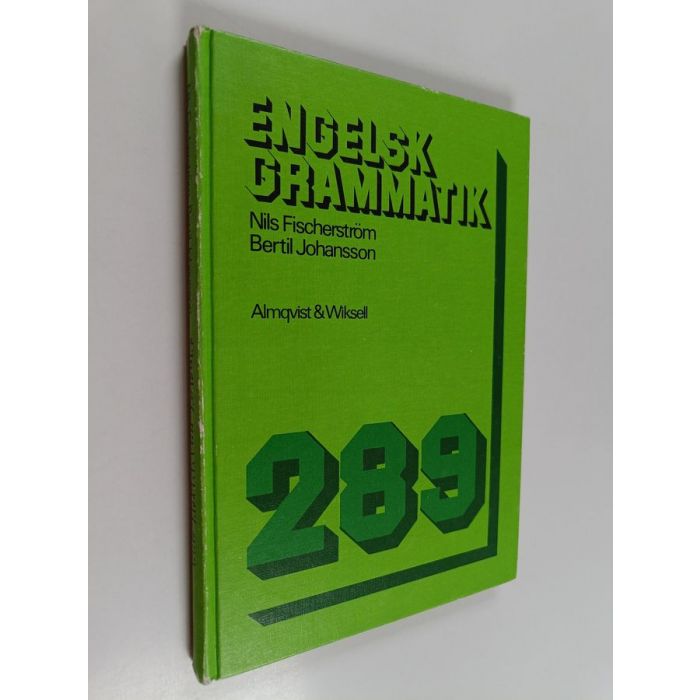 ENGELSK
GRAMMATIK
Nils Fischerström
Bertil Johansson
Almqvist & Wiksell
289